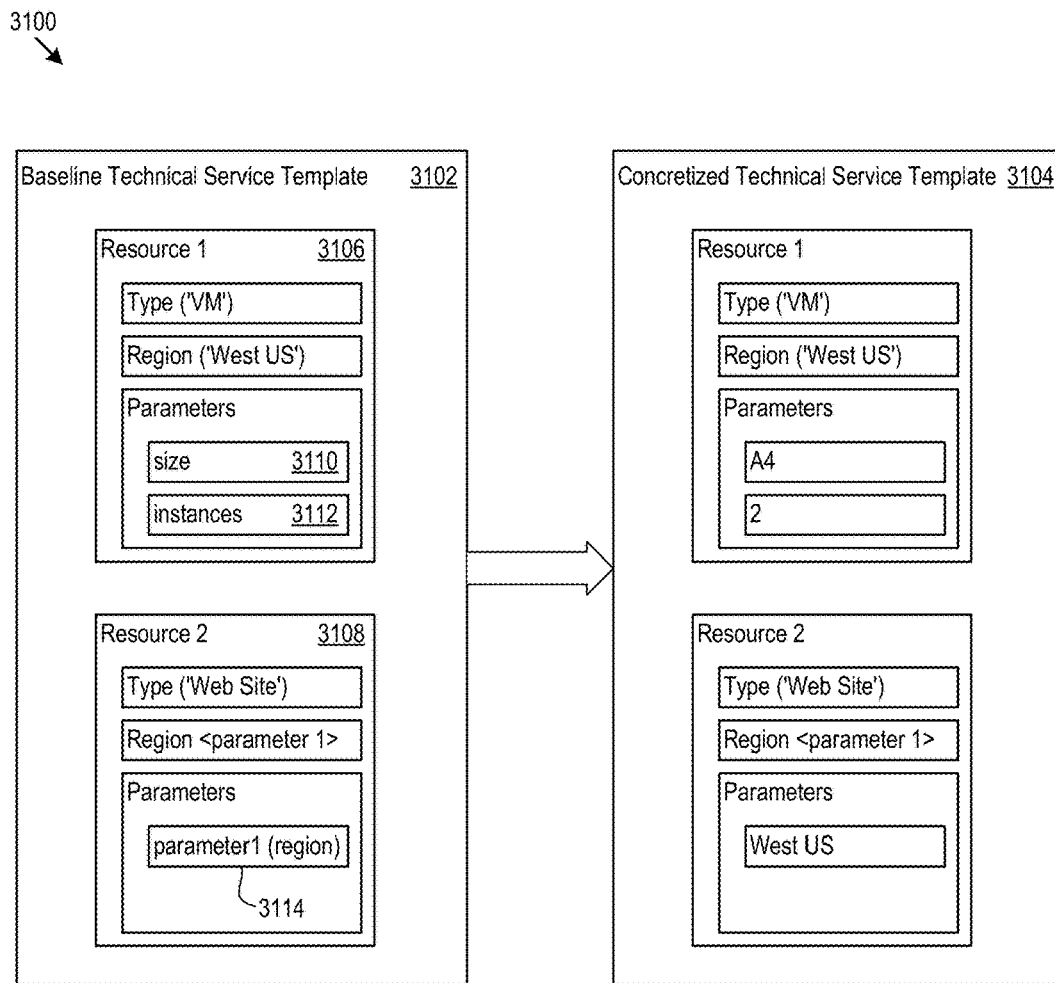 3100
Baseline Technical Service Template 3102
Resource 1 3106
Type ('VM')
Region ('West US')
Parameters
size 3110
instances 3112
Resource 2 3108
Type ('Web Site')
Region <parameter 1>
Parameters
parameter1 (region)
3114
Concretized Technical Service Template 3104
Resource 1
Type ('VM')
Region ('West US')
Parameters
A4
2
Resource 2
Type ('Web Site')
Region <parameter 1>
Parameters
West US